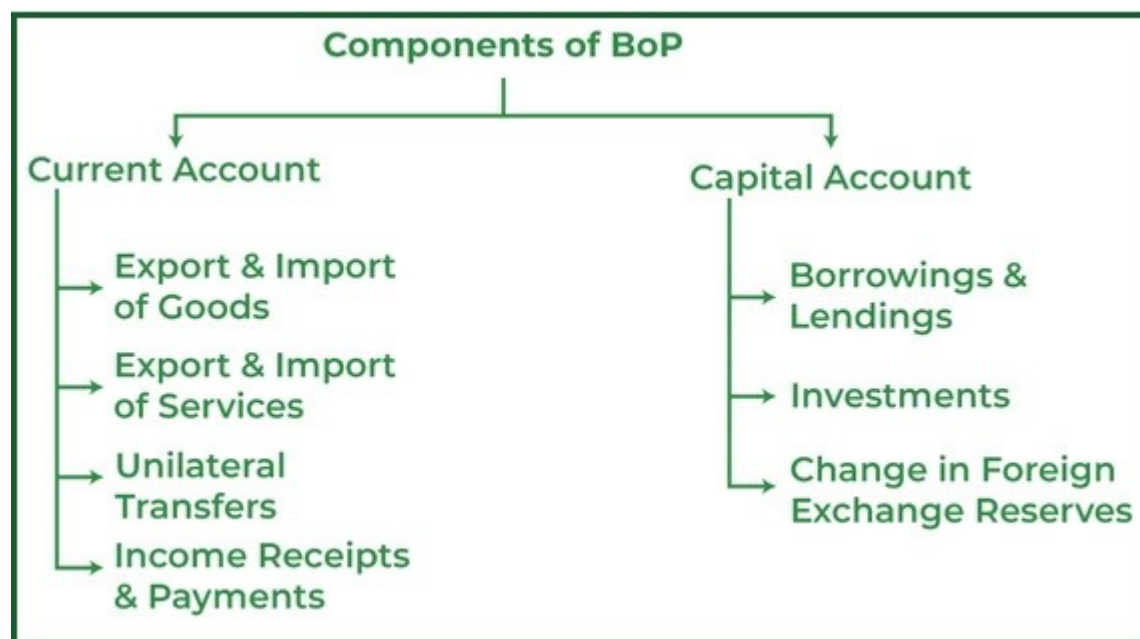 Components of BoP
Current Account
Export & Import
of Goods
Export & Import
of Services
Unilateral
Transfers
Income Receipts
& Payments
Capital Account
Borrowings &
Lendings
Investments
Change in Foreign
Exchange Reserves